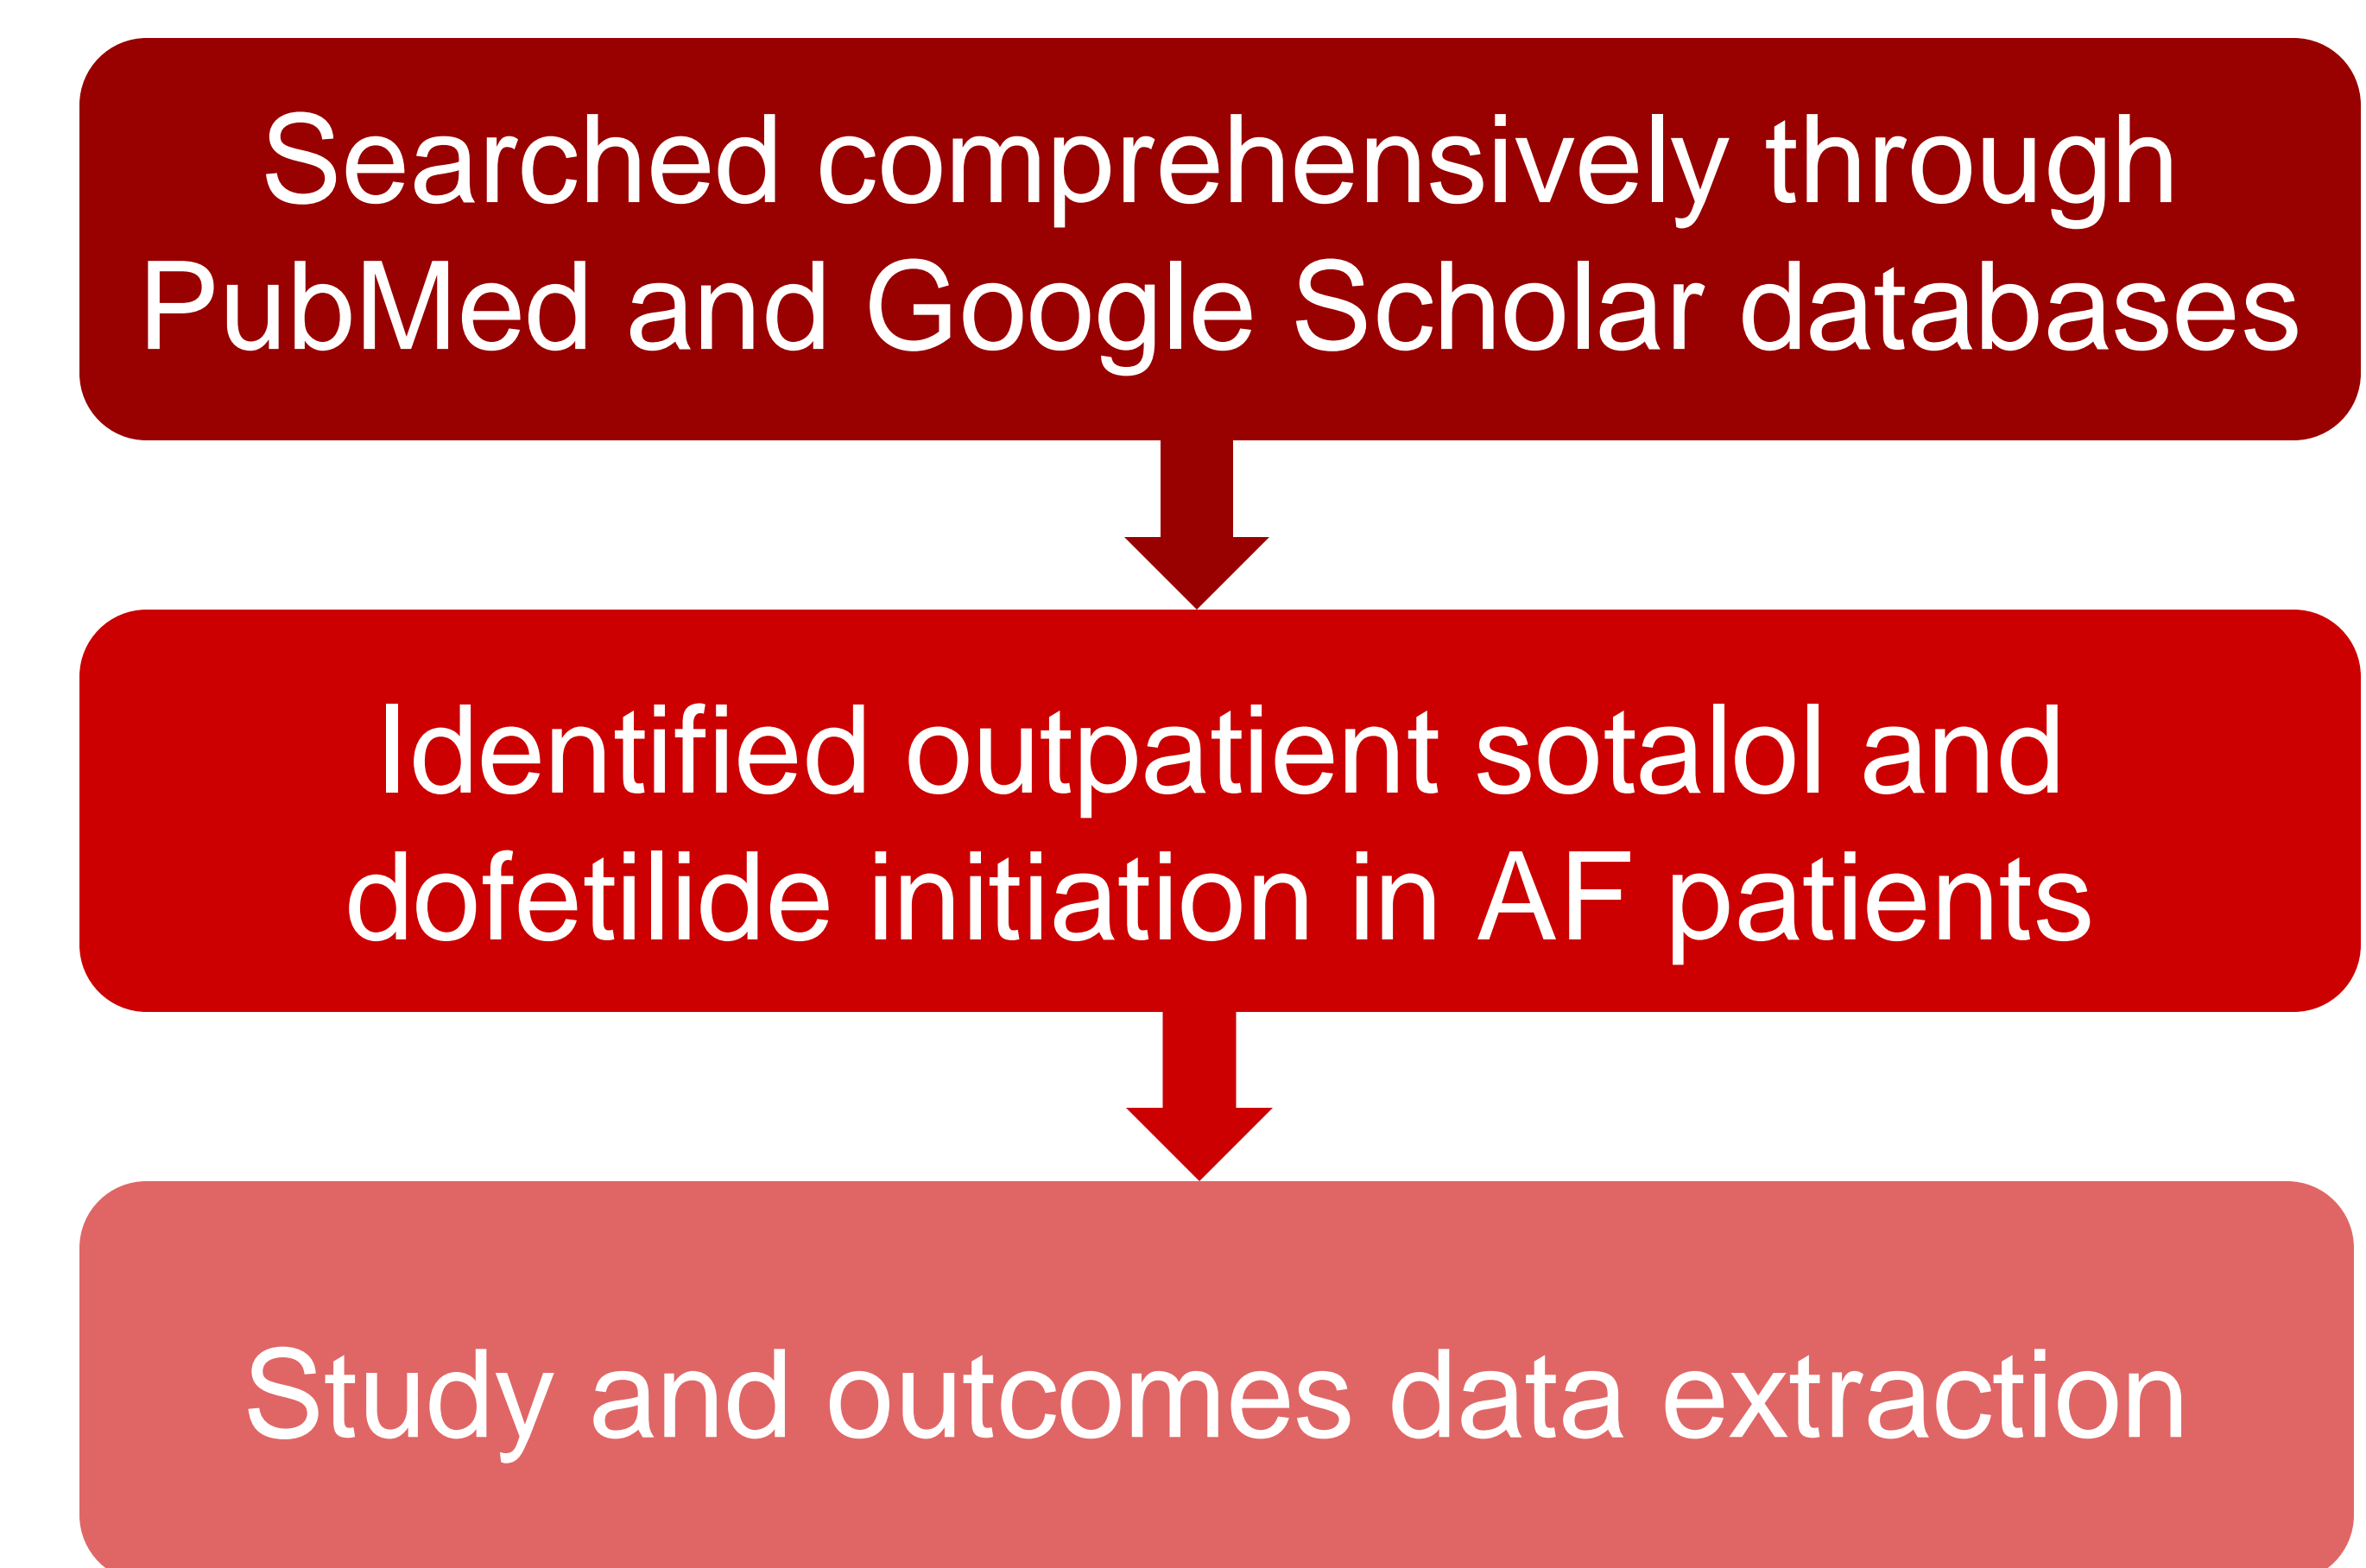 Searched comprehensively through
PubMed and Google Scholar databases
Identified outpatient sotalol and
dofetilide initiation in AF patients
Study and outcomes data extraction